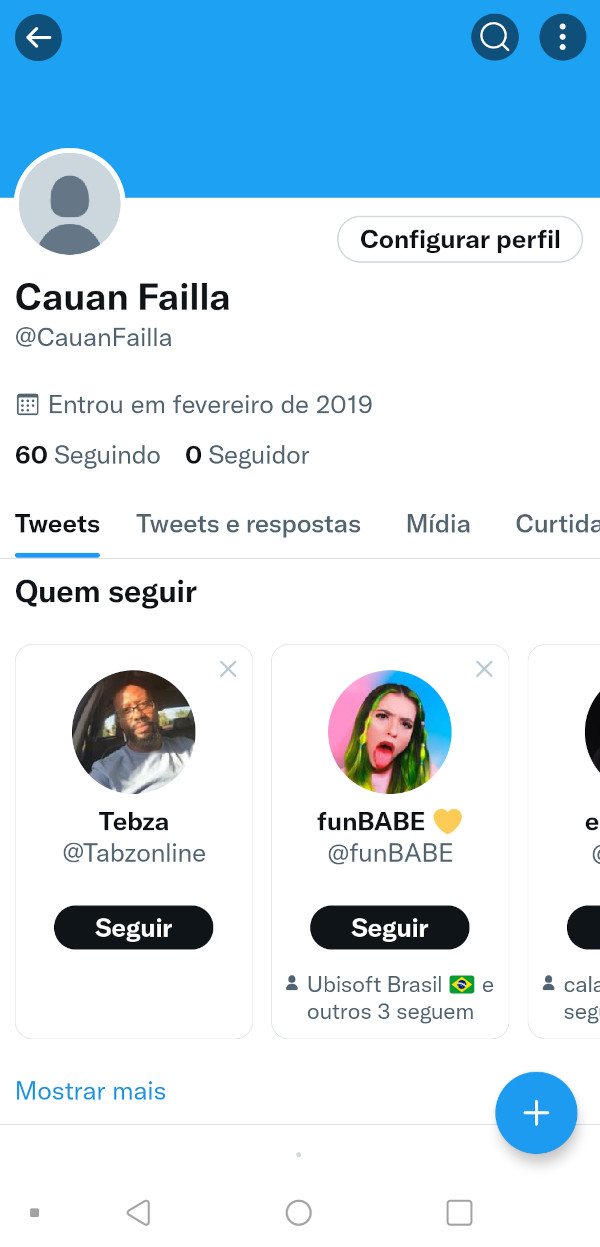 Configurar perfil
Cauan Failla
@CauanFailla
Entrou em fevereiro de 2019
60 Seguindo 0 Seguidor
Tweets Tweets e respostas Mídia Curtida
Quem seguir
Tebza
@Tabzonline
Seguir
funBABE 💛
@funBABE
Seguir
Ubisoft Brasil 🇧🇷 e
outros 3 seguem
e
@
cala
seg
Mostrar mais